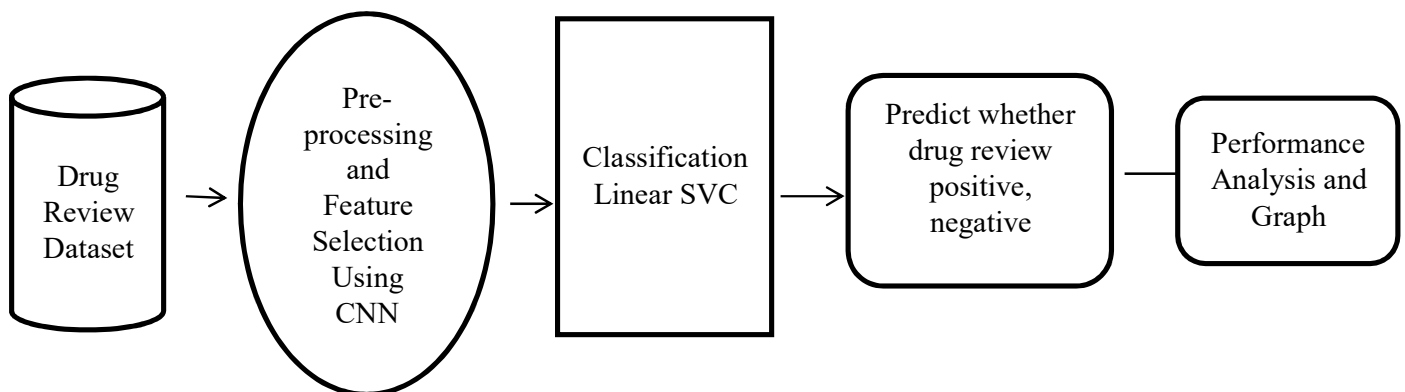 Drug
Review
Dataset
Pre-
processing
and
Feature
Selection
Using
CNN
Classification
Linear SVC
Predict whether
drug review
positive,
negative
Performance
Analysis and
Graph